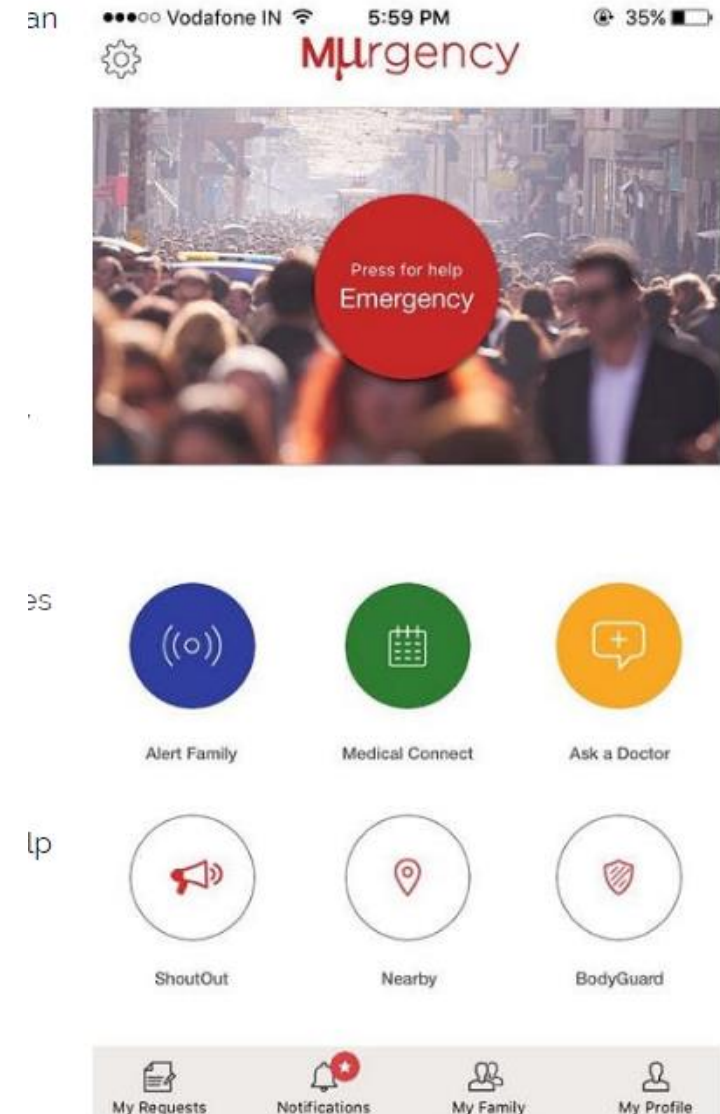 an
●●●○○ Vodafone IN 5:59 PM 35%
MµUrgency
Press for help
Emergency
es
Alert Family Medical Connect Ask a Doctor
lp
ShoutOut Nearby BodyGuard
My Requests Notifications My Family My Profile